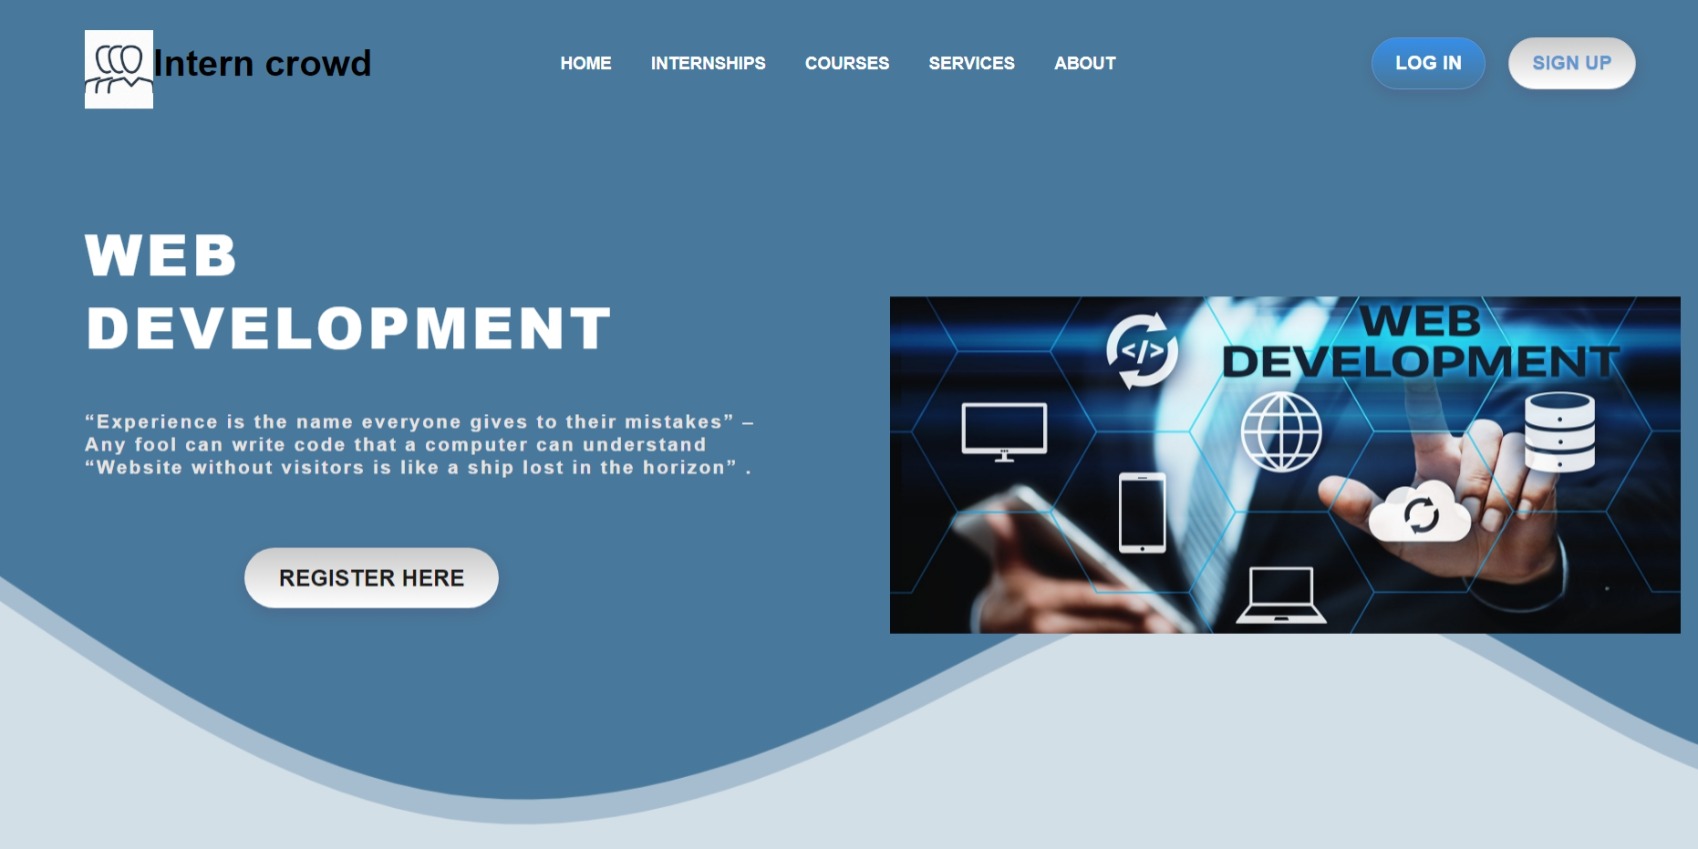 Intern crowd
HOME INTERNSHIPS COURSES SERVICES ABOUT
LOG IN SIGN UP
WEB
DEVELOPMENT
“Experience is the name everyone gives to their mistakes” –
Any fool can write code that a computer can understand
“Website without visitors is like a ship lost in the horizon” .
REGISTER HERE
WEB
DEVELOPMENT
</>